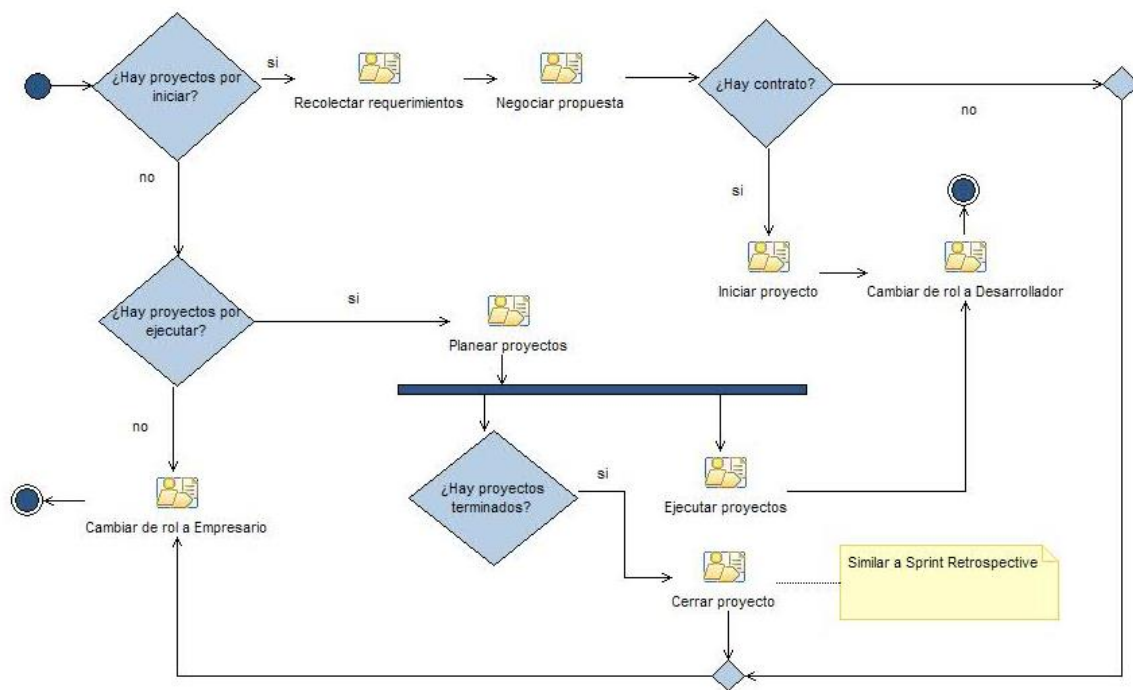 ¿Hay proyectos por
iniciar?
si
Recolectar requerimientos
Negociar propuesta
¿Hay contrato?
no
no
si
Iniciar proyecto
Cambiar de rol a Desarrollador
¿Hay proyectos por
ejecutar?
si
Planear proyectos
no
¿Hay proyectos
terminados?
si
Ejecutar proyectos
Cambiar de rol a Empresario
Cerrar proyecto
Similar a Sprint Retrospective